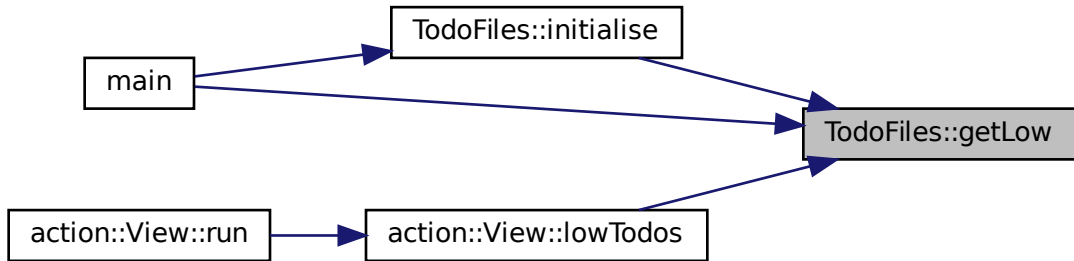 TodoFiles::initialise
main
TodoFiles::getLow
action::View::run
action::View::lowTodos